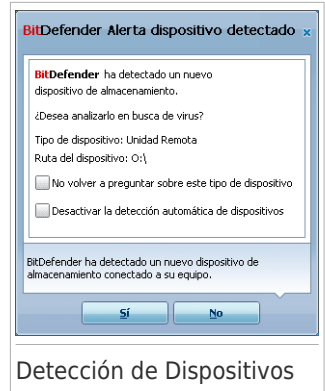 BitDefender Alerta dispositivo detectado x
BitDefender ha detectado un nuevo
dispositivo de almacenamiento.
¿Desea analizarlo en busca de virus?
Tipo de dispositivo: Unidad Remota
Ruta del dispositivo: O:\
No volver a preguntar sobre este tipo de dispositivo
Desactivar la detección automática de dispositivos
BitDefender ha detectado un nuevo dispositivo de
almacenamiento conectado a su equipo.
Sí No
Detección de Dispositivos